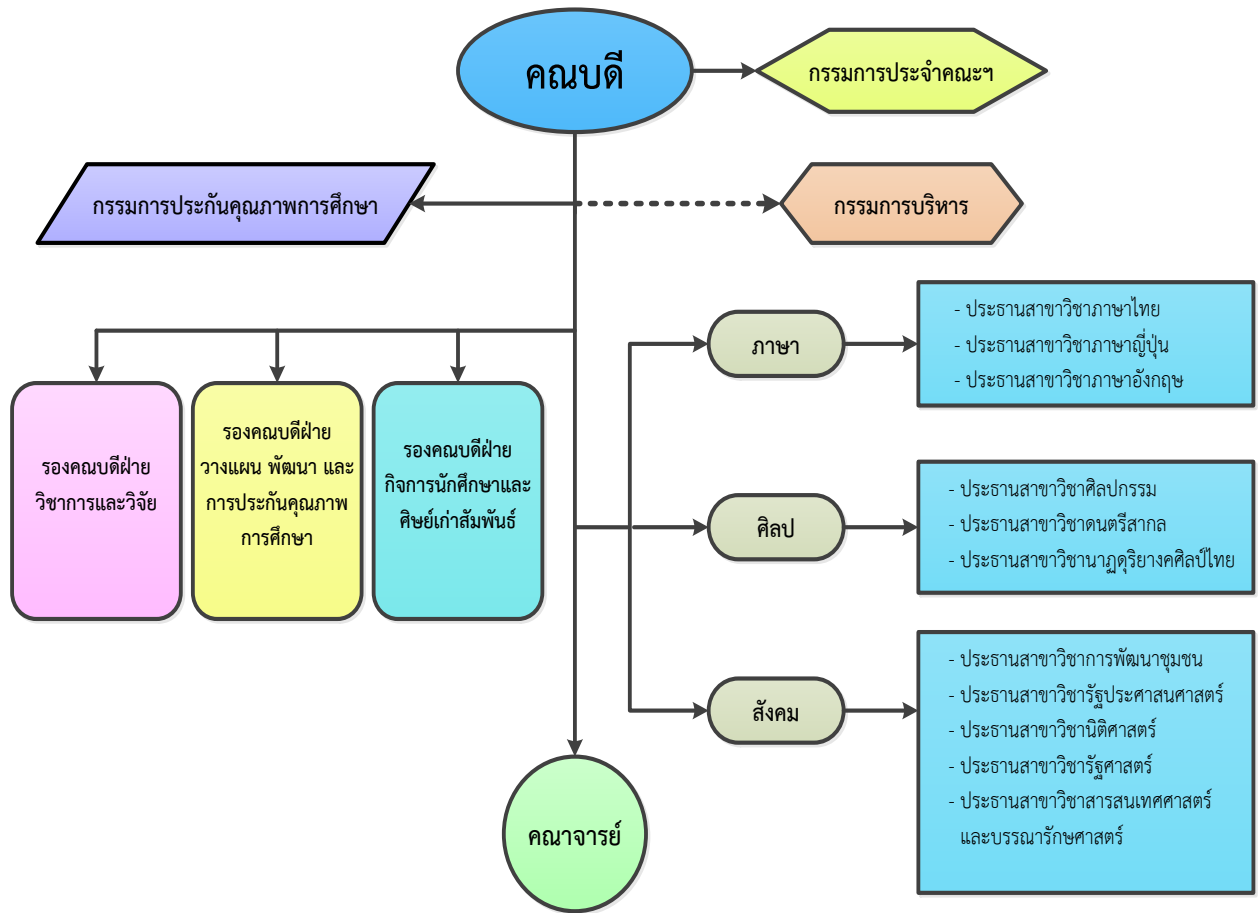 คณบดี
กรรมการประจำคณะฯ
กรรมการประกันคุณภาพการศึกษา
กรรมการบริหาร
รองคณบดีฝ่าย
วิชาการและวิจัย
รองคณบดีฝ่าย
วางแผน พัฒนา และ
การประกันคุณภาพ
การศึกษา
รองคณบดีฝ่าย
กิจการนักศึกษาและ
ศิษย์เก่าสัมพันธ์
ภาษา
- ประธานสาขาวิชาภาษาไทย
- ประธานสาขาวิชาภาษาญี่ปุ่น
- ประธานสาขาวิชาภาษาอังกฤษ
ศิลป
- ประธานสาขาวิชาศิลปกรรม
- ประธานสาขาวิชาดนตรีสากล
- ประธานสาขาวิชานาฏดุริยางคศิลป์ไทย
สังคม
- ประธานสาขาวิชาการพัฒนาชุมชน
- ประธานสาขาวิชารัฐประศาสนศาสตร์
- ประธานสาขาวิชานิติศาสตร์
- ประธานสาขาวิชารัฐศาสตร์
- ประธานสาขาวิชาสารสนเทศศาสตร์
และบรรณารักษศาสตร์
คณาจารย์